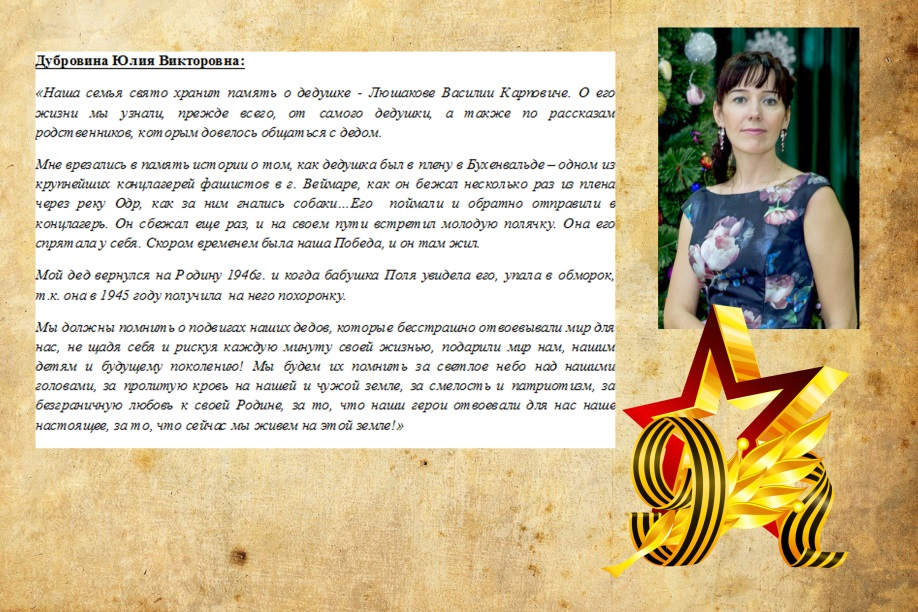 Дубровина Юлия Викторовна:
«Наша семья свято хранит память о дедушке - Люшакове Василии Карповиче. О его
жизни мы узнали, прежде всего, от самого дедушки, а также по рассказам
родственников, которым довелось общаться с дедом.
Мне врезались в память истории о том, как дедушка был в плену в Бухенвальде – одном из
крупнейших концлагерей фашистов в г. Веймаре, как он бежал несколько раз из плена
через реку Одр, как за ним гнались собаки…Его поймали и обратно отправили в
концлагерь. Он сбежал еще раз, и на своем пути встретил молодую полячку. Она его
спрятала у себя. Скором временем была наша Победа, и он там жил.
Мой дед вернулся на Родину 1946г. и когда бабушка Поля увидела его, упала в обморок,
т.к. она в 1945 году получила на него похоронку.
Мы должны помнить о подвигах наших дедов, которые бесстрашно отвоевывали мир для
нас, не щадя себя и рискуя каждую минуту своей жизнью, подарили мир нам, нашим
детям и будущему поколению! Мы будем их помнить за светлое небо над нашими
головами, за пролитую кровь на нашей и чужой земле, за смелость и патриотизм, за
безграничную любовь к своей Родине, за то, что наши герои отвоевали для нас наше
настоящее, за то, что сейчас мы живем на этой земле!»